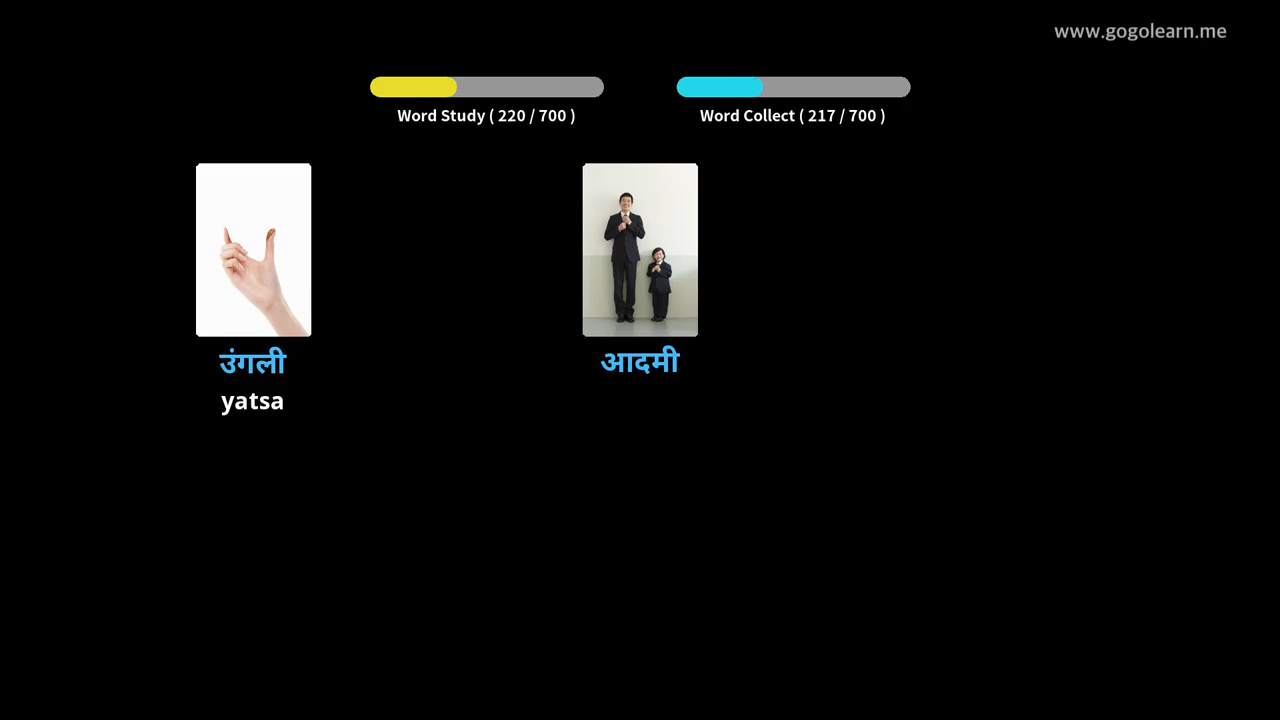 www.gogolearn.me
Word Study ( 220 / 700 )
Word Collect ( 217 / 700 )
उंगली
आदमी
yatsa